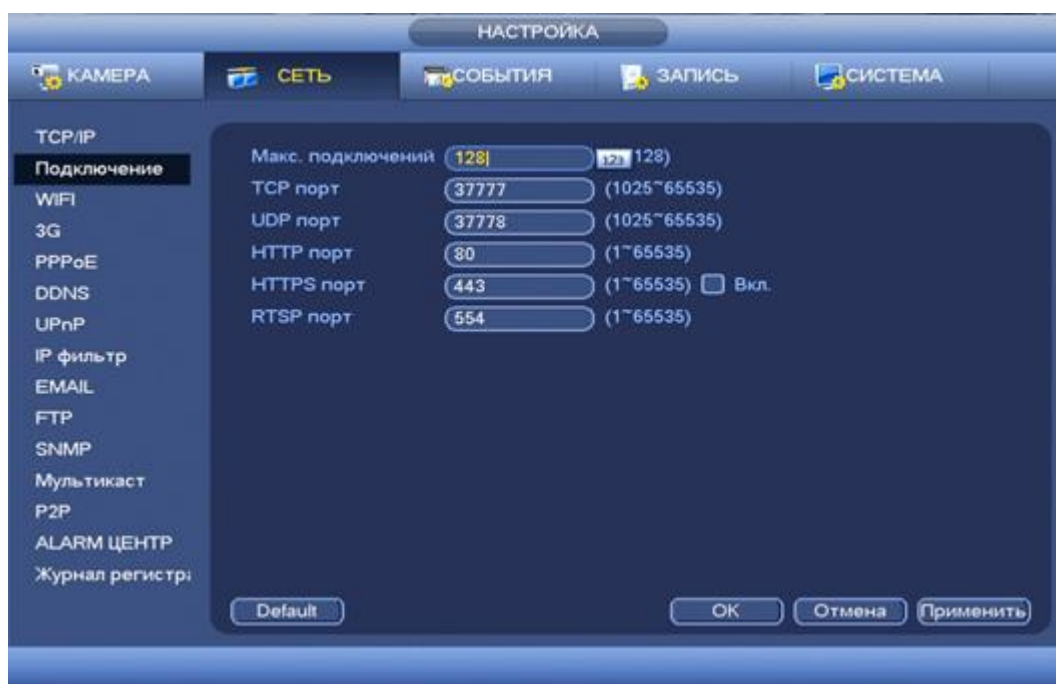 НАСТРОЙКА
КАМЕРА СЕТЬ СОБЫТИЯ ЗАПИСЬ СИСТЕМА
TCP/IP
Подключение
WIFI
3G
PPPoE
DDNS
UPnP
IP фильтр
EMAIL
FTP
SNMP
Мультикаст
P2P
ALARM ЦЕНТР
Журнал регистра
Макс. подключений 128 123 128)
TCP порт 37777 (1025~65535)
UDP порт 37778 (1025~65535)
HTTP порт 80 (1~65535)
HTTPS порт 443 (1~65535) Вкл.
RTSP порт 554 (1~65535)
Default OK Отмена Применить